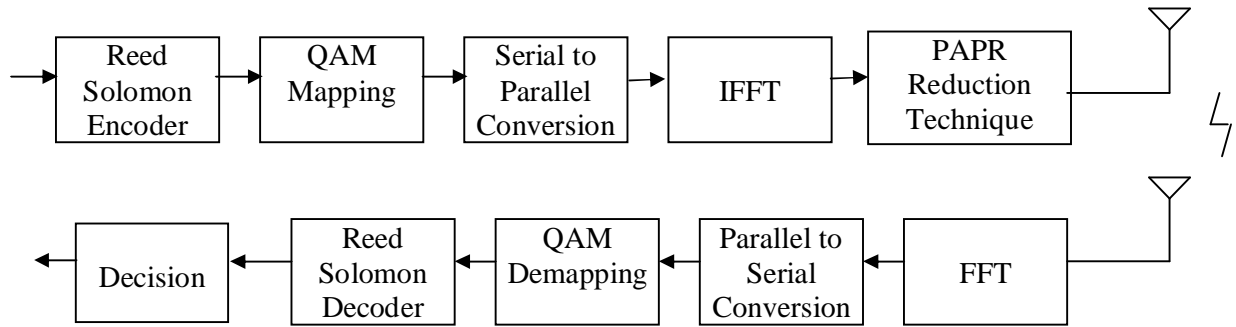 Reed
Solomon
Encoder
QAM
Mapping
Serial to
Parallel
Conversion
IFFT
PAPR
Reduction
Technique
Decision
Reed
Solomon
Decoder
QAM
Demapping
Parallel to
Serial
Conversion
FFT